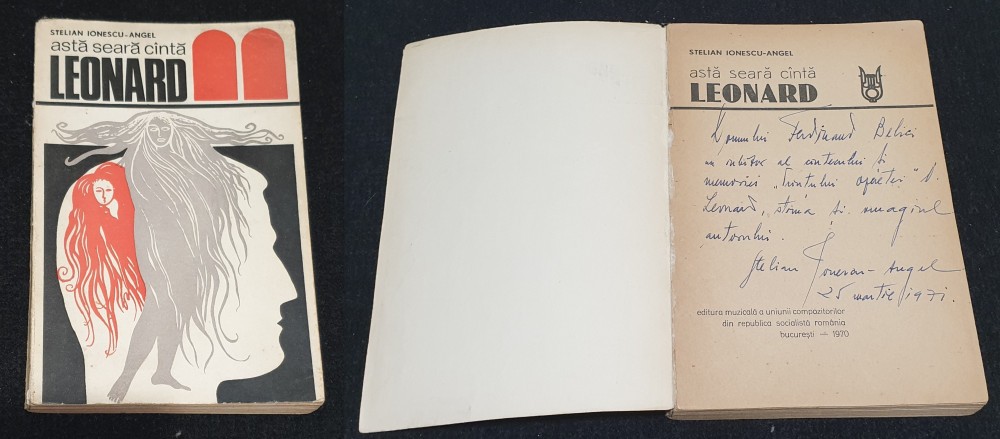 STELIAN IONESCU-ANGEL
astă seară cîntă
LEONARD
STELIAN IONESCU-ANGEL
astă seară cîntă
LEONARD
Domnului Ferdinand Belici
un iubitor al cântecului și
memoriei „Prințului operetei” N.
Leonard, stima și omagiul
autorului.
Stelian Ionescu-Angel
25 martie 1971.
editura muzicală a uniunii compozitorilor
din republica socialistă românia
bucurești — 1970